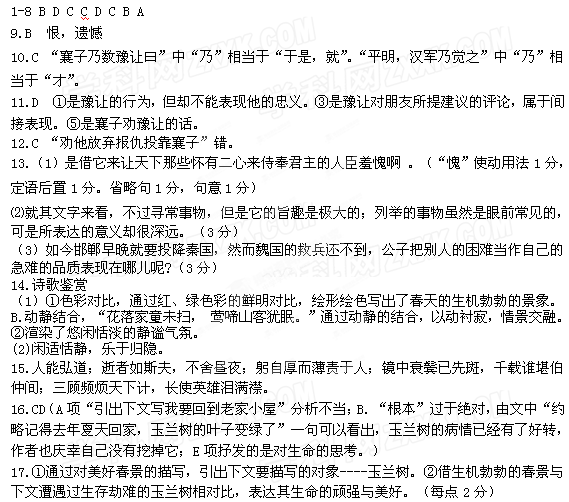 1-8 B D C C D C B A
9.B  恨，遗憾
10.C “襄子乃数豫让曰”中“乃”相当于“于是，就”。“平明，汉军乃觉之”中“乃”相
当于“才”。
11.D  ①是豫让的行为，但却不能表现他的忠义。③是豫让对朋友所提建议的评论，属于间
接表现。⑤是襄子劝豫让的话。
12.C “劝他放弃报仇投靠襄子”错。
13.（1）是借它来让天下那些怀有二心来侍奉君主的人臣羞愧啊 。（“愧”使动用法1分，
定语后置1分。省略句1分，句意1分）
⑵就其文字来看，不过寻常事物，但是它的旨趣是极大的；列举的事物虽然是眼前常见的，
可是所表达的意义却很深远。（3分）
（3）如今邯郸早晚就要投降秦国，然而魏国的救兵还不到，公子把别人的困难当作自己的
急难的品质表现在哪儿呢?(3分)
14.诗歌鉴赏
（1）①色彩对比，通过红、绿色彩的鲜明对比，绘形绘色写出了春天的生机勃勃的景象。
B.动静结合，“花落家童未扫， 莺啼山客犹眠。”通过动静的结合，以动衬寂，情景交融。
②渲染了悠闲恬淡的静谧气氛。
(2)闲适恬静，乐于归隐。
15.人能弘道；逝者如斯夫，不舍昼夜；躬自厚而薄责于人；镜中衰鬓已先斑，千载谁堪伯
仲间；三顾频烦天下计，长使英雄泪满襟。
16.CD(A项“引出下文写我要回到老家小屋”分析不当；B. “根本”过于绝对，由文中“约
略记得去年夏天回家，玉兰树的叶子变绿了”一句可以看出，玉兰树的病情已经有了好转，
作者也庆幸自己没有挖掉它；E项抒发的是对生命的思考。)
17.①通过对美好春景的描写，引出下文要描写的对象----玉兰树。②借生机勃勃的春景与
下文遭遇过生存劫难的玉兰树相对比，表达其生命的顽强与美好。（每点2分）